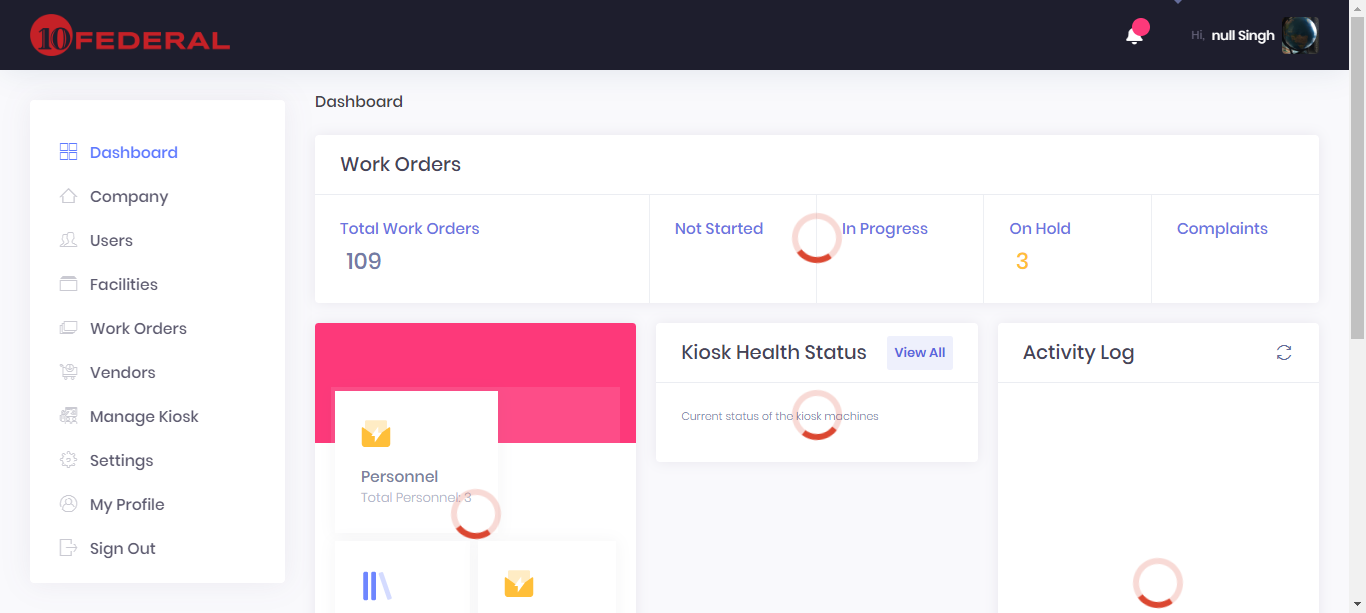 10 FEDERAL
Hi, null Singh
Dashboard
Company
Users
Facilities
Work Orders
Vendors
Manage Kiosk
Settings
My Profile
Sign Out
Dashboard
Work Orders
Total Work Orders
109
Not Started
In Progress
On Hold
3
Complaints
Personnel
Total Personnel: 3
Kiosk Health Status
View All
Current status of the kiosk machines
Activity Log